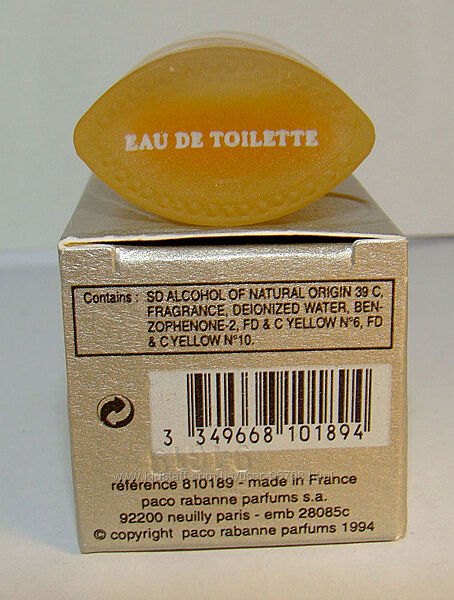 EAU DE TOILETTE
Contains : SD ALCOHOL OF NATURAL ORIGIN 39 C,
FRAGRANCE, DEIONIZED WATER, BEN-
ZOPHENONE-2, FD & C YELLOW N°6, FD
& C YELLOW N°10.
3 349668 101894
référence 810189 - made in France
paco rabanne parfums s.a.
92200 neuilly paris - emb 28085c
© copyright paco rabanne parfums 1994